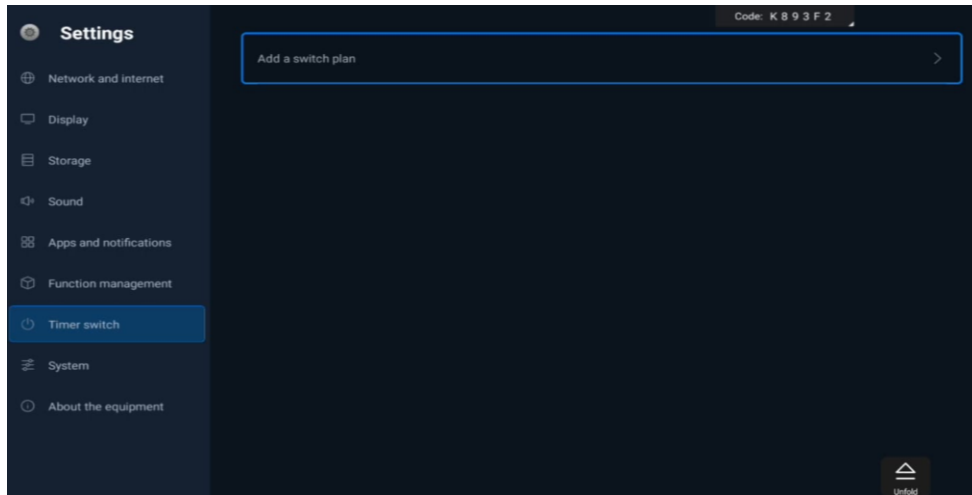 Settings
Code: K 8 9 3 F 2
Add a switch plan
Network and internet
Display
Storage
Sound
Apps and notifications
Function management
Timer switch
System
About the equipment
Unfold